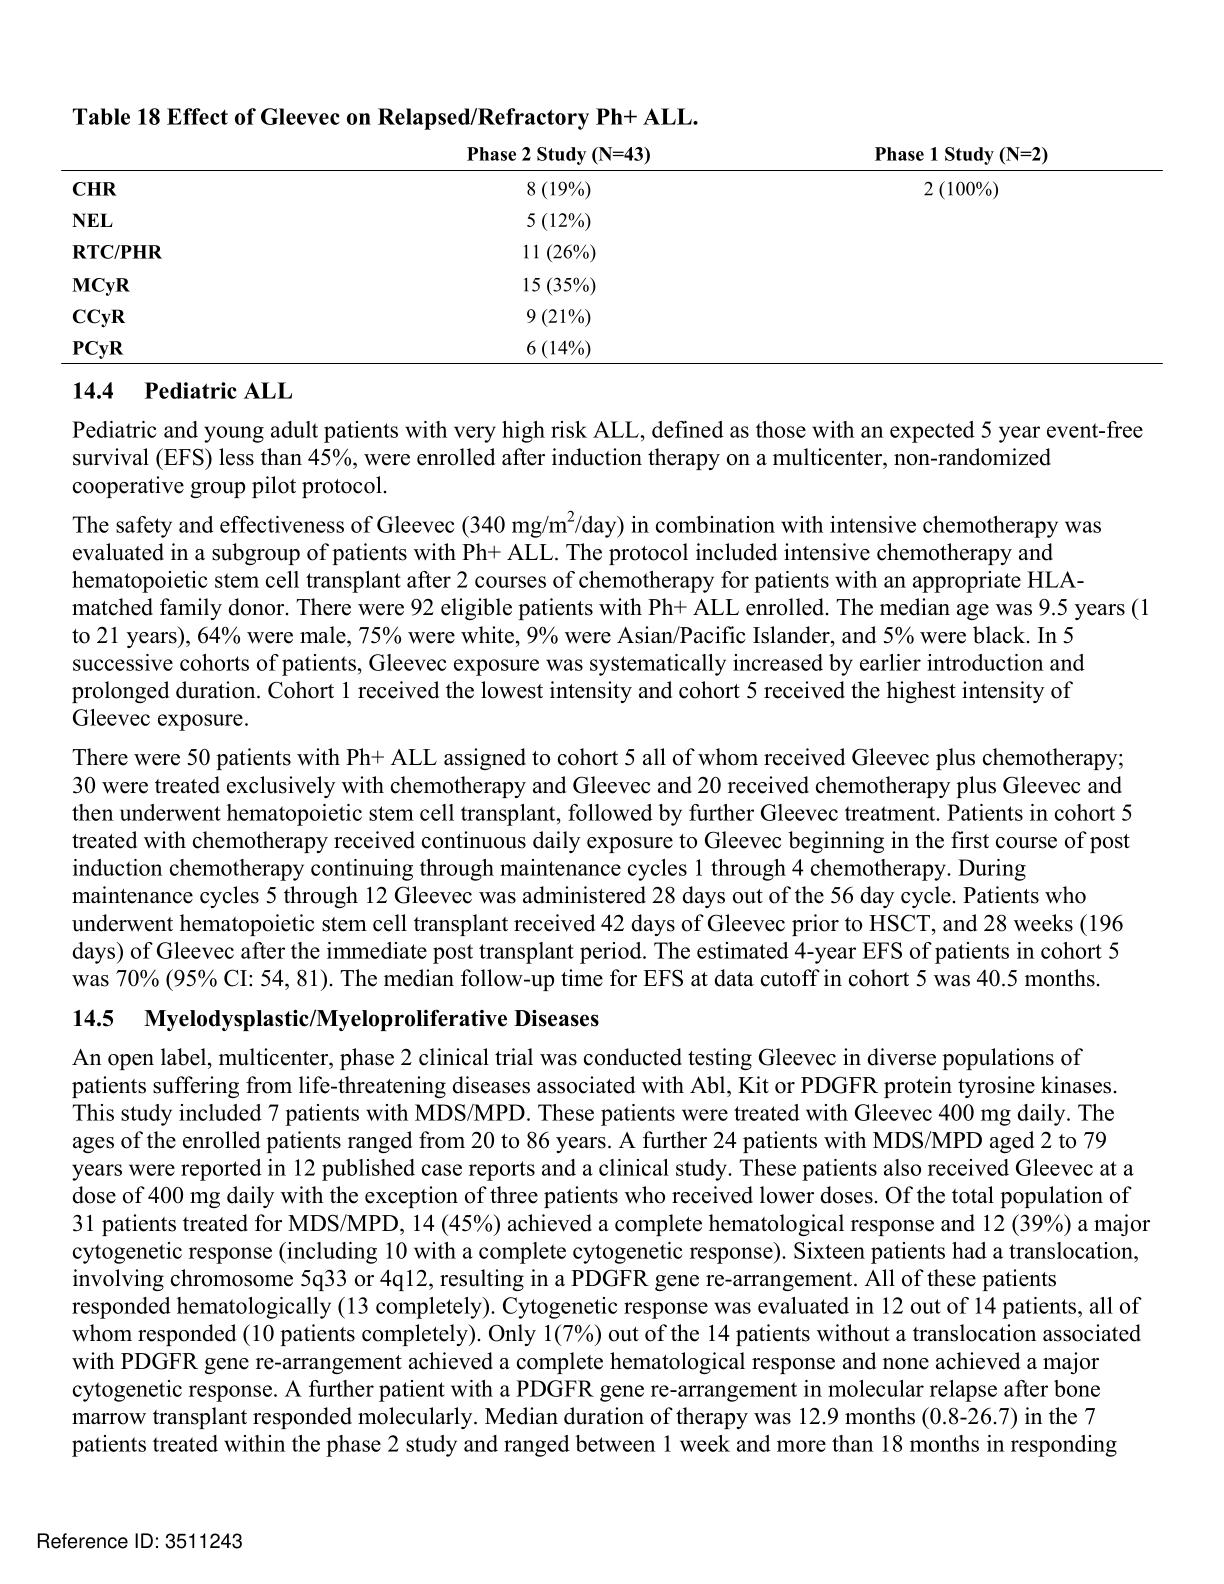 Table 18 Effect of Gleevec on Relapsed/Refractory Ph+ ALL.
Phase 2 Study (N=43) Phase 1 Study (N=2)
CHR 8 (19%) 2 (100%)
NEL 5 (12%)
RTC/PHR 11 (26%)
MCyR 15 (35%)
CCyR 9 (21%)
PCyR 6 (14%)
14.4 Pediatric ALL
Pediatric and young adult patients with very high risk ALL, defined as those with an expected 5 year event-free
survival (EFS) less than 45%, were enrolled after induction therapy on a multicenter, non-randomized
cooperative group pilot protocol.
The safety and effectiveness of Gleevec (340 mg/m²/day) in combination with intensive chemotherapy was
evaluated in a subgroup of patients with Ph+ ALL. The protocol included intensive chemotherapy and
hematopoietic stem cell transplant after 2 courses of chemotherapy for patients with an appropriate HLA-
matched family donor. There were 92 eligible patients with Ph+ ALL enrolled. The median age was 9.5 years (1
to 21 years), 64% were male, 75% were white, 9% were Asian/Pacific Islander, and 5% were black. In 5
successive cohorts of patients, Gleevec exposure was systematically increased by earlier introduction and
prolonged duration. Cohort 1 received the lowest intensity and cohort 5 received the highest intensity of
Gleevec exposure.
There were 50 patients with Ph+ ALL assigned to cohort 5 all of whom received Gleevec plus chemotherapy;
30 were treated exclusively with chemotherapy and Gleevec and 20 received chemotherapy plus Gleevec and
then underwent hematopoietic stem cell transplant, followed by further Gleevec treatment. Patients in cohort 5
treated with chemotherapy received continuous daily exposure to Gleevec beginning in the first course of post
induction chemotherapy continuing through maintenance cycles 1 through 4 chemotherapy. During
maintenance cycles 5 through 12 Gleevec was administered 28 days out of the 56 day cycle. Patients who
underwent hematopoietic stem cell transplant received 42 days of Gleevec prior to HSCT, and 28 weeks (196
days) of Gleevec after the immediate post transplant period. The estimated 4-year EFS of patients in cohort 5
was 70% (95% CI: 54, 81). The median follow-up time for EFS at data cutoff in cohort 5 was 40.5 months.
14.5 Myelodysplastic/Myeloproliferative Diseases
An open label, multicenter, phase 2 clinical trial was conducted testing Gleevec in diverse populations of
patients suffering from life-threatening diseases associated with Abl, Kit or PDGFR protein tyrosine kinases.
This study included 7 patients with MDS/MPD. These patients were treated with Gleevec 400 mg daily. The
ages of the enrolled patients ranged from 20 to 86 years. A further 24 patients with MDS/MPD aged 2 to 79
years were reported in 12 published case reports and a clinical study. These patients also received Gleevec at a
dose of 400 mg daily with the exception of three patients who received lower doses. Of the total population of
31 patients treated for MDS/MPD, 14 (45%) achieved a complete hematological response and 12 (39%) a major
cytogenetic response (including 10 with a complete cytogenetic response). Sixteen patients had a translocation,
involving chromosome 5q33 or 4q12, resulting in a PDGFR gene re-arrangement. All of these patients
responded hematologically (13 completely). Cytogenetic response was evaluated in 12 out of 14 patients, all of
whom responded (10 patients completely). Only 1(7%) out of the 14 patients without a translocation associated
with PDGFR gene re-arrangement achieved a complete hematological response and none achieved a major
cytogenetic response. A further patient with a PDGFR gene re-arrangement in molecular relapse after bone
marrow transplant responded molecularly. Median duration of therapy was 12.9 months (0.8-26.7) in the 7
patients treated within the phase 2 study and ranged between 1 week and more than 18 months in responding
Reference ID: 3511243